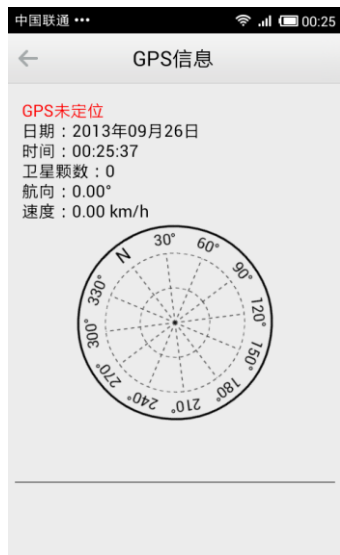 中国联通 ••• 00:25
GPS信息
GPS未定位
日期：2013年09月26日
时间：00:25:37
卫星颗数：0
航向：0.00°
速度：0.00 km/h
N
30°
60°
90°
120°
150°
180°
210°
240°
270°
300°
330°